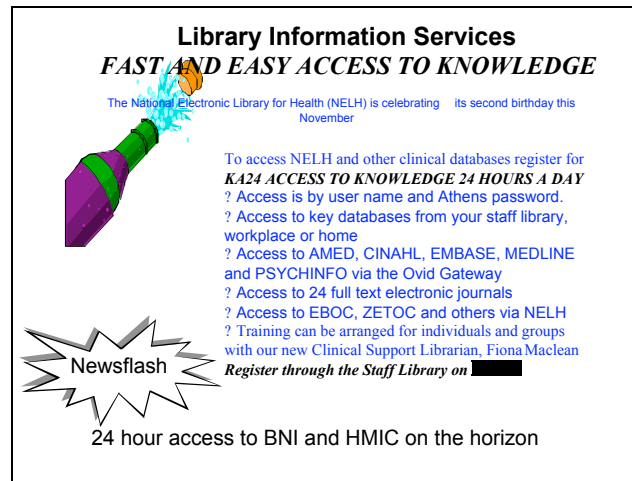 Library Information Services
FAST AND EASY ACCESS TO KNOWLEDGE
The National Electronic Library for Health (NELH) is celebrating its second birthday this
November
To access NELH and other clinical databases register for
KA24 ACCESS TO KNOWLEDGE 24 HOURS A DAY
? Access is by user name and Athens password.
? Access to key databases from your staff library,
workplace or home
? Access to AMED, CINAHL, EMBASE, MEDLINE
and PSYCHINFO via the Ovid Gateway
? Access to 24 full text electronic journals
? Access to EBOC, ZETOC and others via NELH
? Training can be arranged for individuals and groups
with our new Clinical Support Librarian, Fiona Maclean
Register through the Staff Library on
Newsflash
24 hour access to BNI and HMIC on the horizon